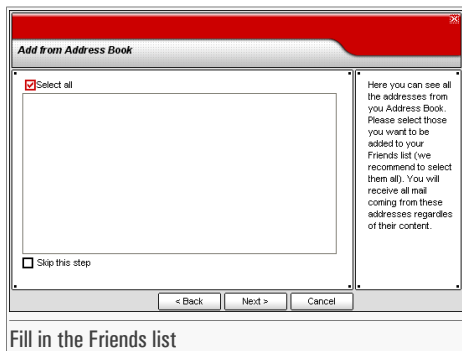 Add from Address Book
Select all
Here you can see all
the addresses from
you Address Book.
Please select those
you want to be
added to your
Friends list (we
recommend to select
them all). You will
receive all mail
coming from these
addresses regardles
of their content.
Skip this step
< Back
Next >
Cancel
Fill in the Friends list